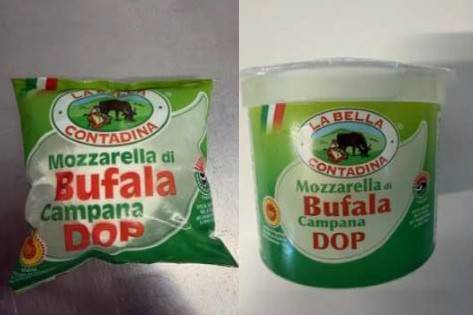 LA BELLA
CONTADINA
Mozzarella di
Bufala
Campana
DOP
LA BELLA
CONTADINA
Mozzarella di
Bufala
Campana
DOP